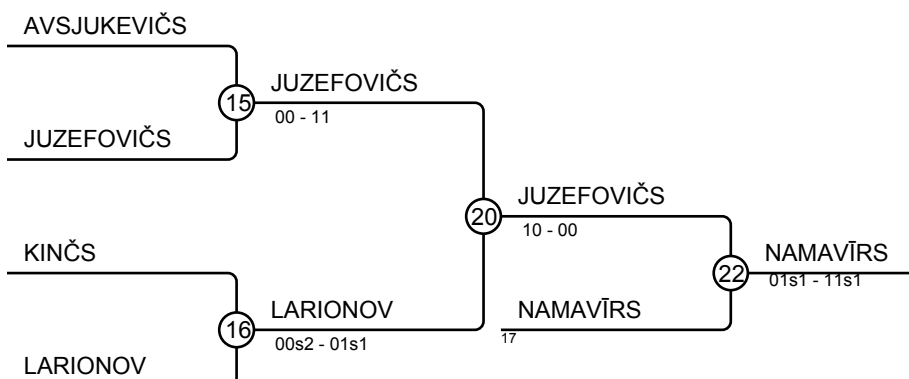 AVSJUKEVIČS
15
JUZEFOVIČS
00 - 11
JUZEFOVIČS
20
JUZEFOVIČS
10 - 00
KINČS
22
NAMAVĪRS
01s1 - 11s1
16
LARIONOV
00s2 - 01s1
NAMAVĪRS
17
LARIONOV